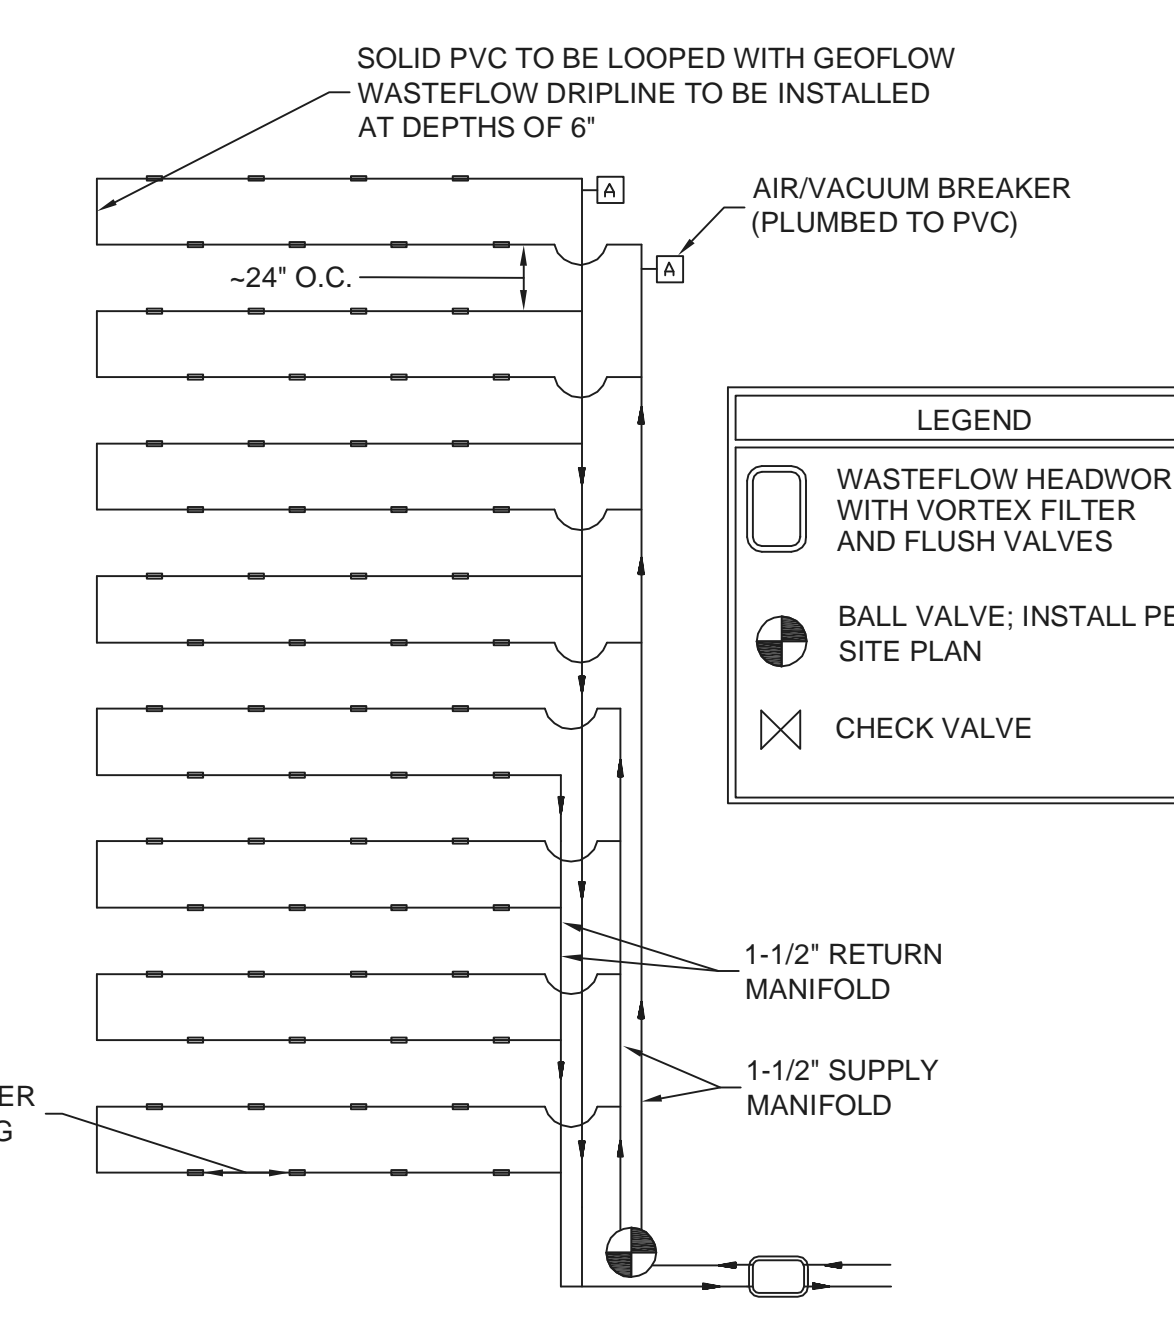 SOLID PVC TO BE LOOPED WITH GEOFLOW
WASTEFLOW DRIPLINE TO BE INSTALLED
AT DEPTHS OF 6"
A
AIR/VACUUM BREAKER
(PLUMBED TO PVC)
A
~24" O.C.
LEGEND
WASTEFLOW HEADWOR
WITH VORTEX FILTER
AND FLUSH VALVES
BALL VALVE; INSTALL PE
SITE PLAN
CHECK VALVE
1-1/2" RETURN
MANIFOLD
1-1/2" SUPPLY
MANIFOLD
ER
G